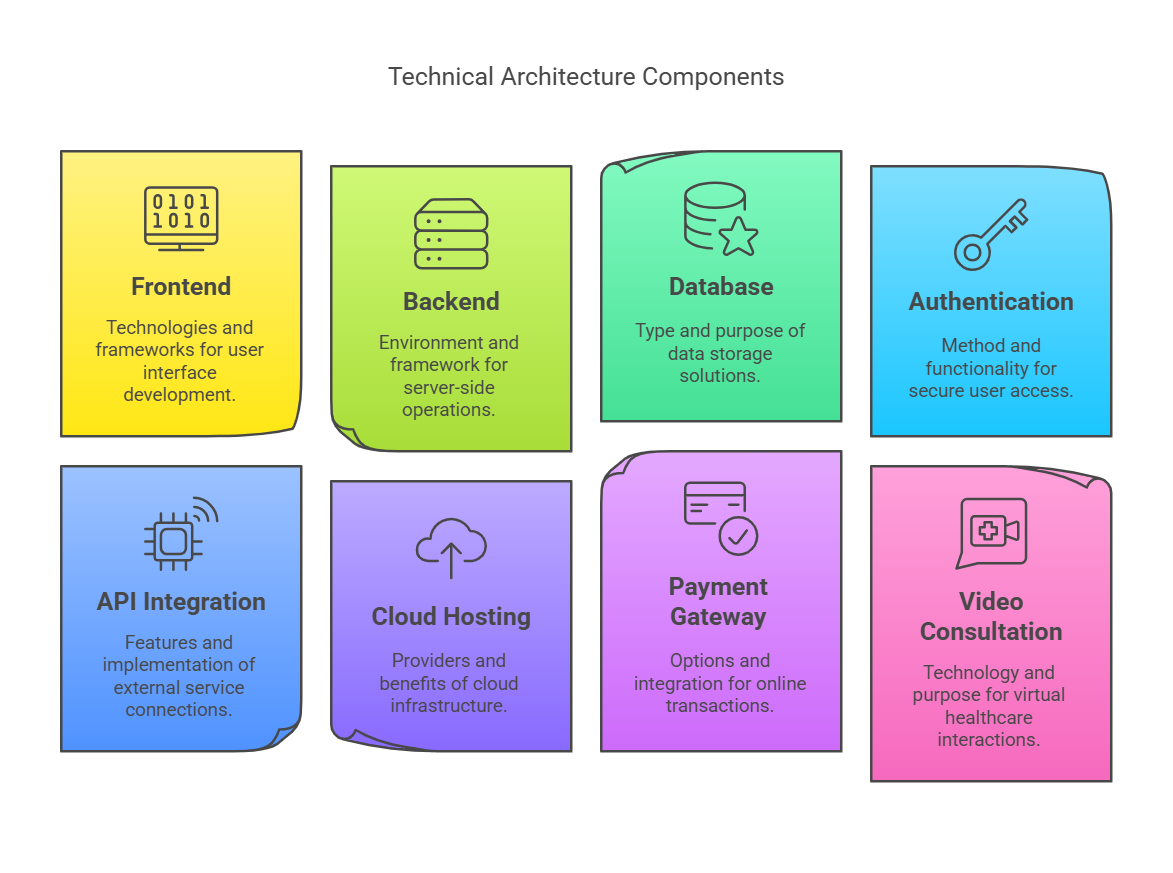 Technical Architecture Components
0101
1010
Frontend
Technologies and
frameworks for user
interface
development.
Backend
Environment and
framework for
server-side
operations.
Database
Type and purpose of
data storage
solutions.
Authentication
Method and
functionality for
secure user access.
API Integration
Features and
implementation of
external service
connections.
Cloud Hosting
Providers and
benefits of cloud
infrastructure.
Payment
Gateway
Options and
integration for online
transactions.
Video
Consultation
Technology and
purpose for virtual
healthcare
interactions.